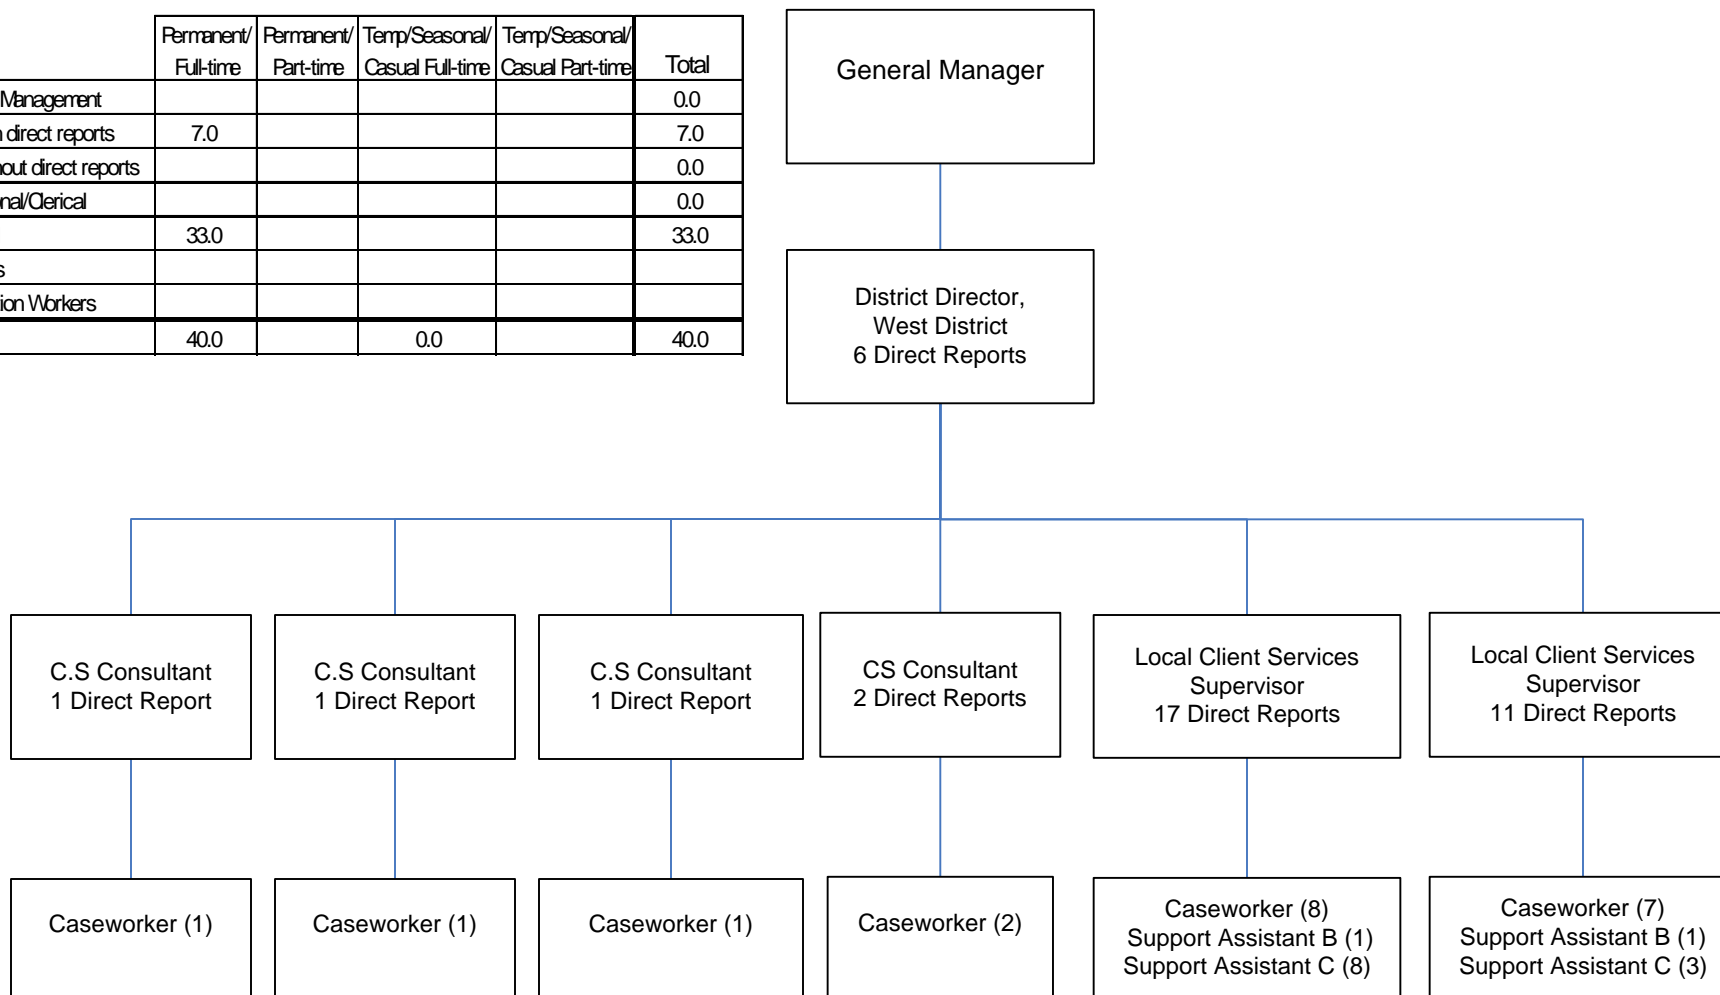 Permanent/ Permanent/ Temp/Seasonal/ Temp/Seasonal/
Full-time Part-time Casual Full-time Casual Part-time Total
Management 0.0
direct reports 7.0 7.0
direct reports 0.0
/Clerical 0.0
33.0 33.0
Workers
40.0 0.0 40.0
General Manager
District Director,
West District
6 Direct Reports
C.S Consultant
1 Direct Report
C.S Consultant
1 Direct Report
C.S Consultant
1 Direct Report
CS Consultant
2 Direct Reports
Local Client Services
Supervisor
17 Direct Reports
Local Client Services
Supervisor
11 Direct Reports
Caseworker (1)
Caseworker (1)
Caseworker (1)
Caseworker (2)
Caseworker (8)
Support Assistant B (1)
Support Assistant C (8)
Caseworker (7)
Support Assistant B (1)
Support Assistant C (3)